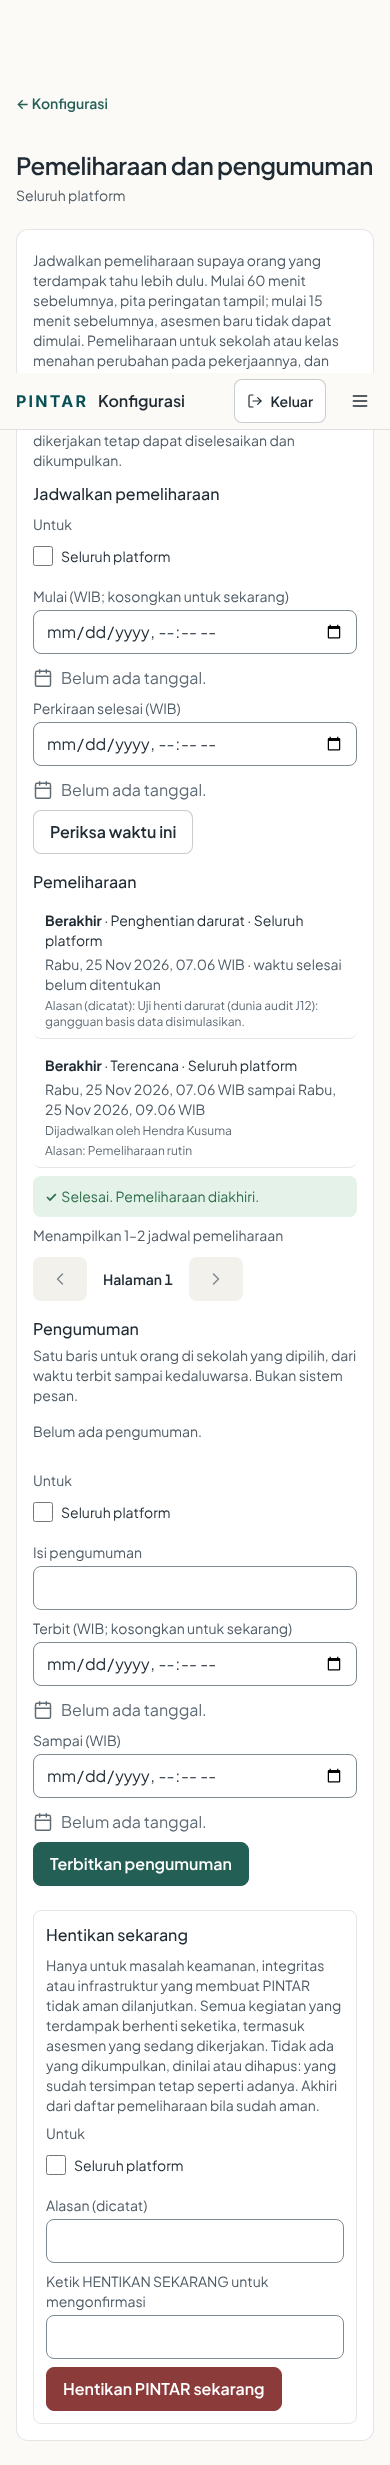 ← Konfigurasi
Pemeliharaan dan pengumuman
Seluruh platform
Jadwalkan pemeliharaan supaya orang yang
terdampak tahu lebih dulu. Mulai 60 menit
sebelumnya, pita peringatan tampil; mulai 15
menit sebelumnya, asesmen baru tidak dapat
dimulai. Pemeliharaan untuk sekolah atau kelas
menahan perubahan pada pekerjaannya, dan
PINTAR Konfigurasi Keluar
dikerjakan tetap dapat diselesaikan dan
dikumpulkan.
Jadwalkan pemeliharaan
Untuk
Seluruh platform
Mulai (WIB; kosongkan untuk sekarang)
mm/dd/yyyy, --:-- --
Belum ada tanggal.
Perkiraan selesai (WIB)
mm/dd/yyyy, --:-- --
Belum ada tanggal.
Periksa waktu ini
Pemeliharaan
Berakhir · Penghentian darurat · Seluruh
platform
Rabu, 25 Nov 2026, 07.06 WIB · waktu selesai
belum ditentukan
Alasan (dicatat): Uji henti darurat (dunia audit J12):
gangguan basis data disimulasikan.
Berakhir · Terencana · Seluruh platform
Rabu, 25 Nov 2026, 07.06 WIB sampai Rabu,
25 Nov 2026, 09.06 WIB
Dijadwalkan oleh Hendra Kusuma
Alasan: Pemeliharaan rutin
✓ Selesai. Pemeliharaan diakhiri.
Menampilkan 1–2 jadwal pemeliharaan
Halaman 1
Pengumuman
Satu baris untuk orang di sekolah yang dipilih, dari
waktu terbit sampai kedaluwarsa. Bukan sistem
pesan.
Belum ada pengumuman.
Untuk
Seluruh platform
Isi pengumuman
Terbit (WIB; kosongkan untuk sekarang)
mm/dd/yyyy, --:-- --
Belum ada tanggal.
Sampai (WIB)
mm/dd/yyyy, --:-- --
Belum ada tanggal.
Terbitkan pengumuman
Hentikan sekarang
Hanya untuk masalah keamanan, integritas
atau infrastruktur yang membuat PINTAR
tidak aman dilanjutkan. Semua kegiatan yang
terdampak berhenti seketika, termasuk
asesmen yang sedang dikerjakan. Tidak ada
yang dikumpulkan, dinilai atau dihapus: yang
sudah tersimpan tetap seperti adanya. Akhiri
dari daftar pemeliharaan bila sudah aman.
Untuk
Seluruh platform
Alasan (dicatat)
Ketik HENTIKAN SEKARANG untuk
mengonfirmasi
Hentikan PINTAR sekarang